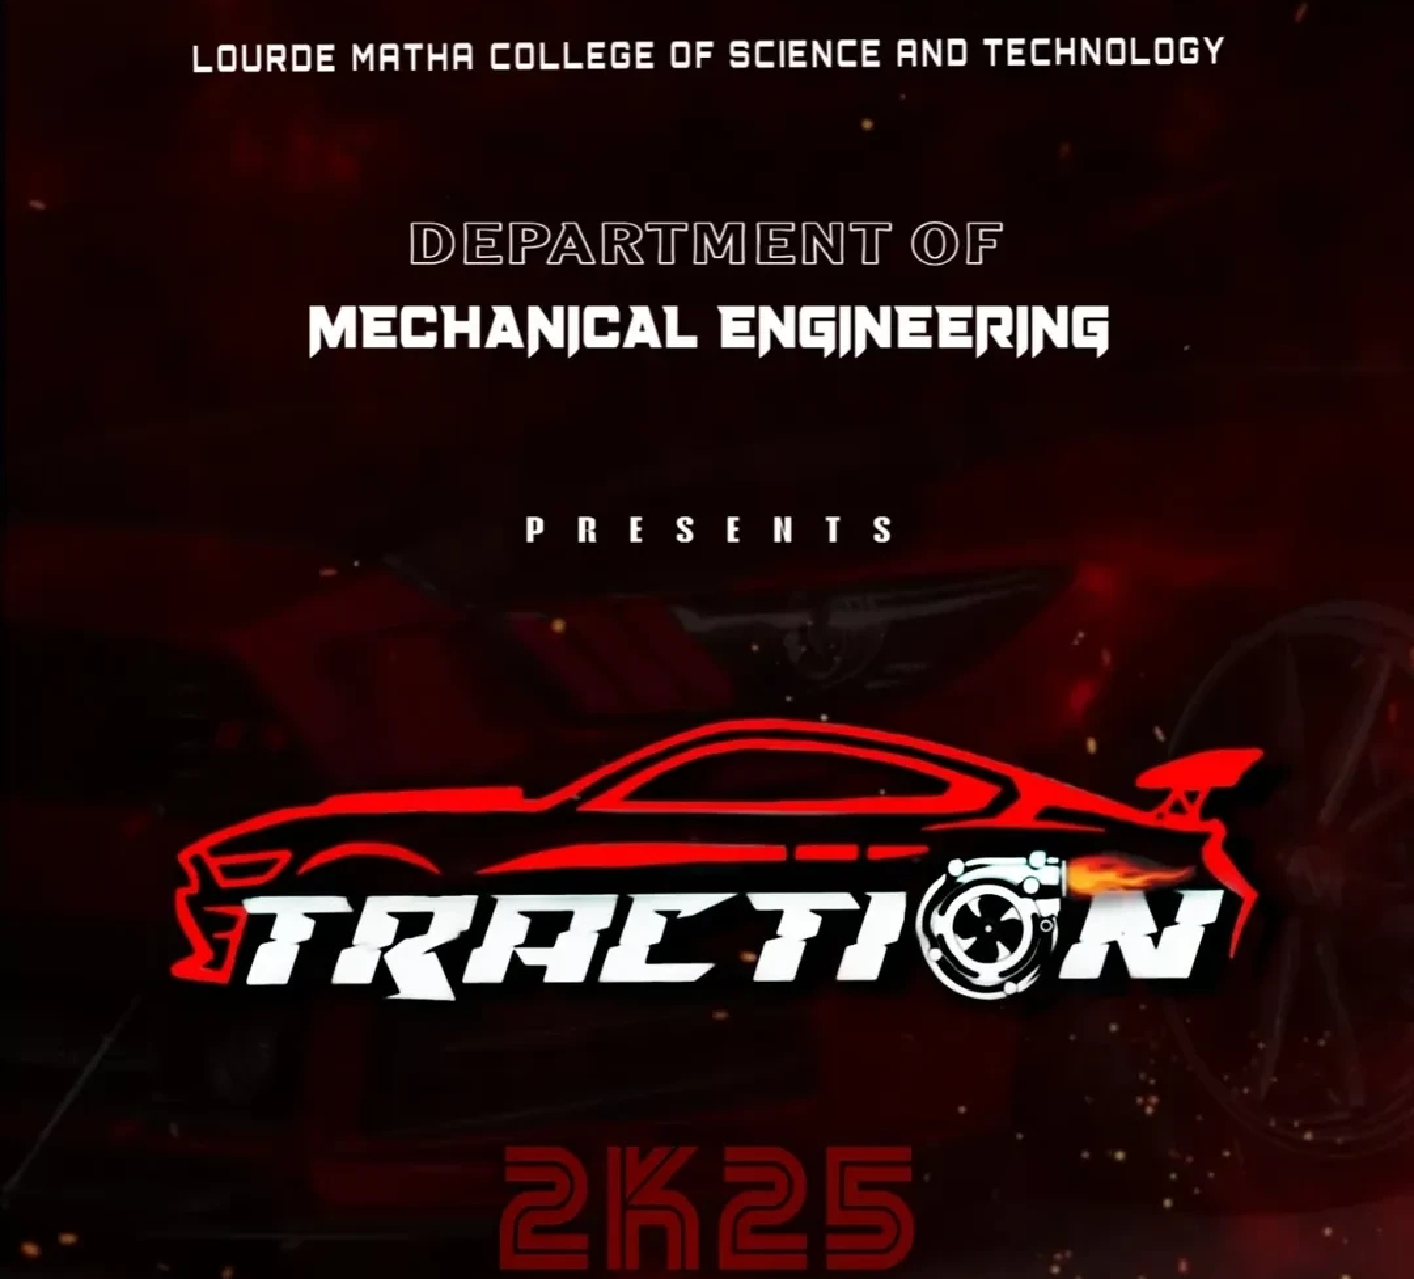 LOURDE MATHA COLLEGE OF SCIENCE AND TECHNOLOGY
DEPARTMENT OF
MECHANICAL ENGINEERING
PRESENTS
TRACTION
2K25